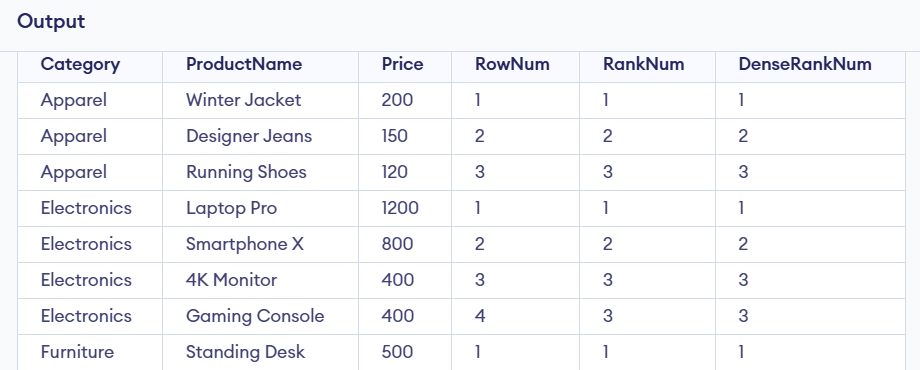 Output
Category ProductName Price RowNum RankNum DenseRankNum
Apparel Winter Jacket 200 1 1 1
Apparel Designer Jeans 150 2 2 2
Apparel Running Shoes 120 3 3 3
Electronics Laptop Pro 1200 1 1 1
Electronics Smartphone X 800 2 2 2
Electronics 4K Monitor 400 3 3 3
Electronics Gaming Console 400 4 3 3
Furniture Standing Desk 500 1 1 1